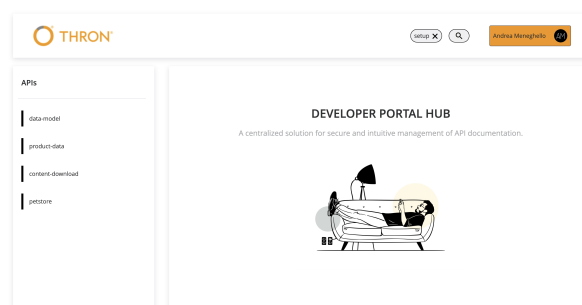 THRON
setup
Andrea Meneghello
AM
APIs
data-model
product-data
content-download
petstore
DEVELOPER PORTAL HUB
A centralized solution for secure and intuitive management of API documentation.